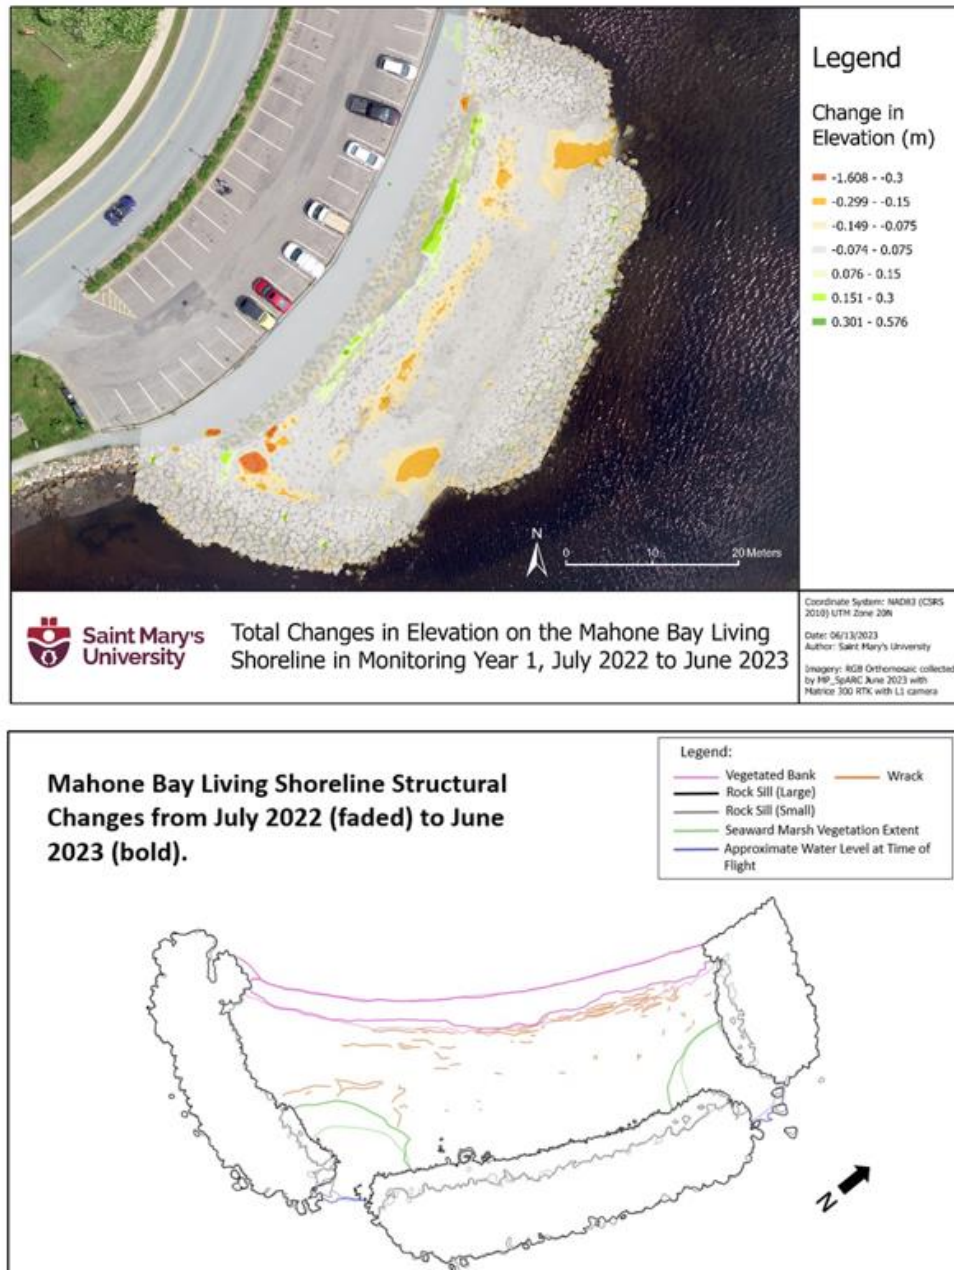 Legend
Change in
Elevation (m)
-1.608 - -0.3
-0.299 - -0.15
-0.149 - -0.075
-0.074 - 0.075
0.076 - 0.15
0.151 - 0.3
0.301 - 0.576
N
0 10 20 Meters
Saint Mary's
University
Total Changes in Elevation on the Mahone Bay Living
Shoreline in Monitoring Year 1, July 2022 to June 2023
Coordinate System: NAD83 (CSRS
2010) UTM Zone 20N
Date: 06/13/2023
Author: Saint Mary's University
Imagery: RGB Orthomosaic collected
by MP_SpARC June 2023 with
Matrice 300 RTK with L1 camera
Mahone Bay Living Shoreline Structural
Changes from July 2022 (faded) to June
2023 (bold).
Legend:
Vegetated Bank Wrack
Rock Sill (Large)
Rock Sill (Small)
Seaward Marsh Vegetation Extent
Approximate Water Level at Time of
Flight
N